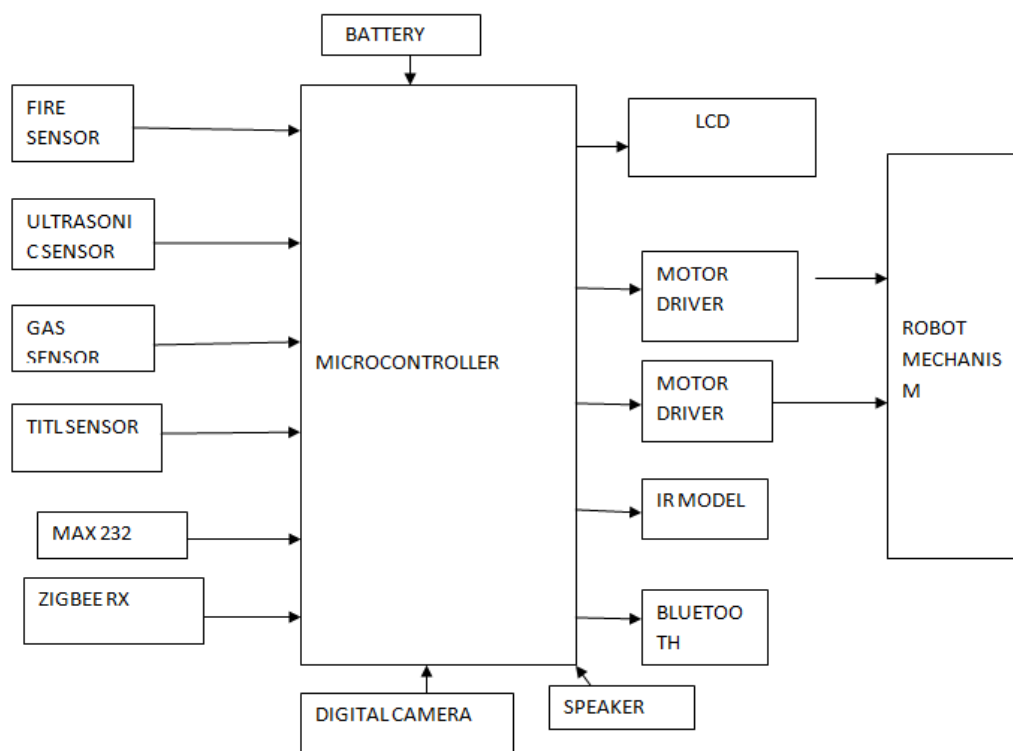 BATTERY
FIRE
SENSOR
ULTRASONI
C SENSOR
GAS
SENSOR
TITL SENSOR
MAX 232
ZIGBEE RX
MICROCONTROLLER
LCD
MOTOR
DRIVER
MOTOR
DRIVER
IR MODEL
BLUETOO
TH
ROBOT
MECHANIS
M
DIGITAL CAMERA
SPEAKER